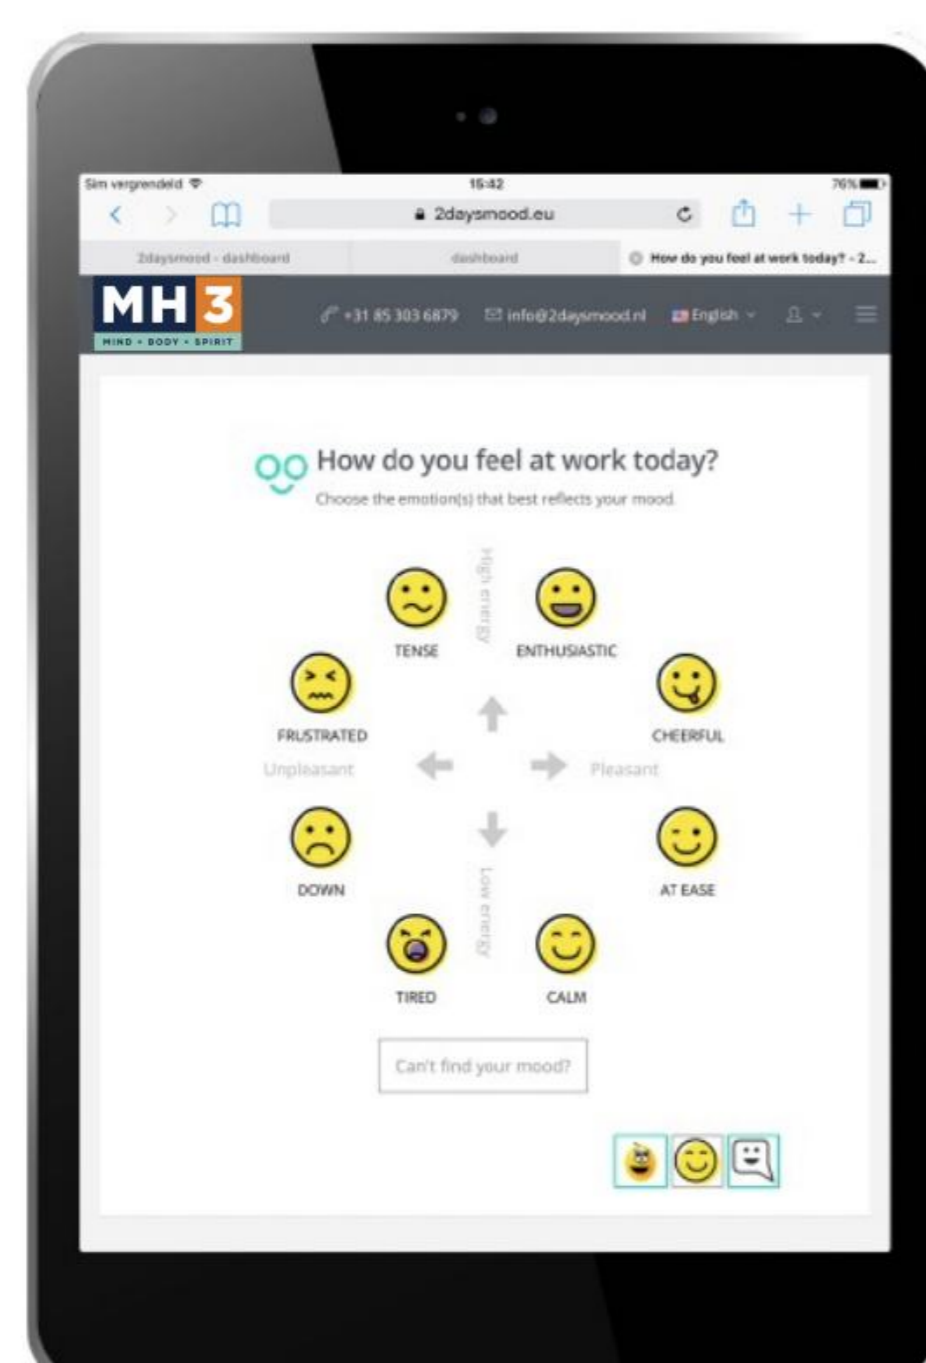 Sim vergrendeld
15:42
76%
2daysmood.eu
2daysmood - dashboard
dashboard
How do you feel at work today? - 2...
MH3
MIND • BODY • SPIRIT
+31 85 303 6879
info@2daysmood.nl
English
How do you feel at work today?
Choose the emotion(s) that best reflects your mood.
High energy
TENSE
ENTHUSIASTIC
FRUSTRATED
CHEERFUL
Unpleasant
Pleasant
DOWN
AT EASE
Low energy
TIRED
CALM
Can't find your mood?